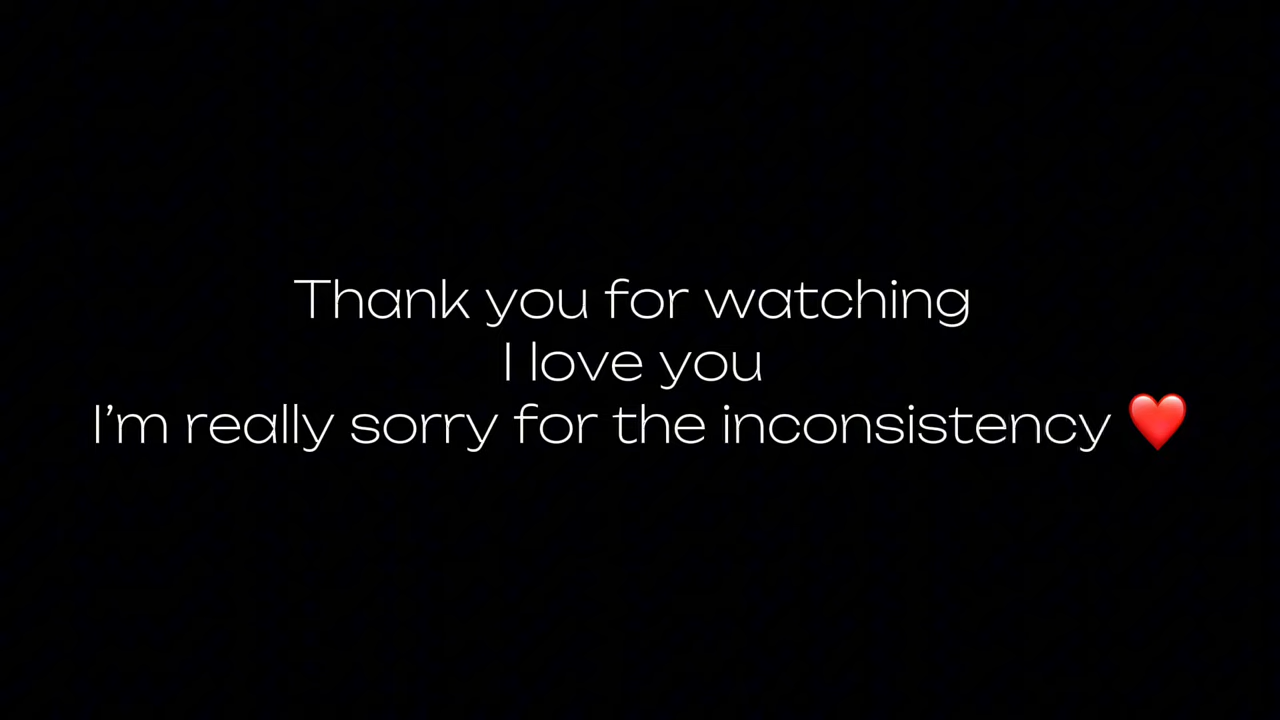 Thank you for watching
I love you
I’m really sorry for the inconsistency ❤️